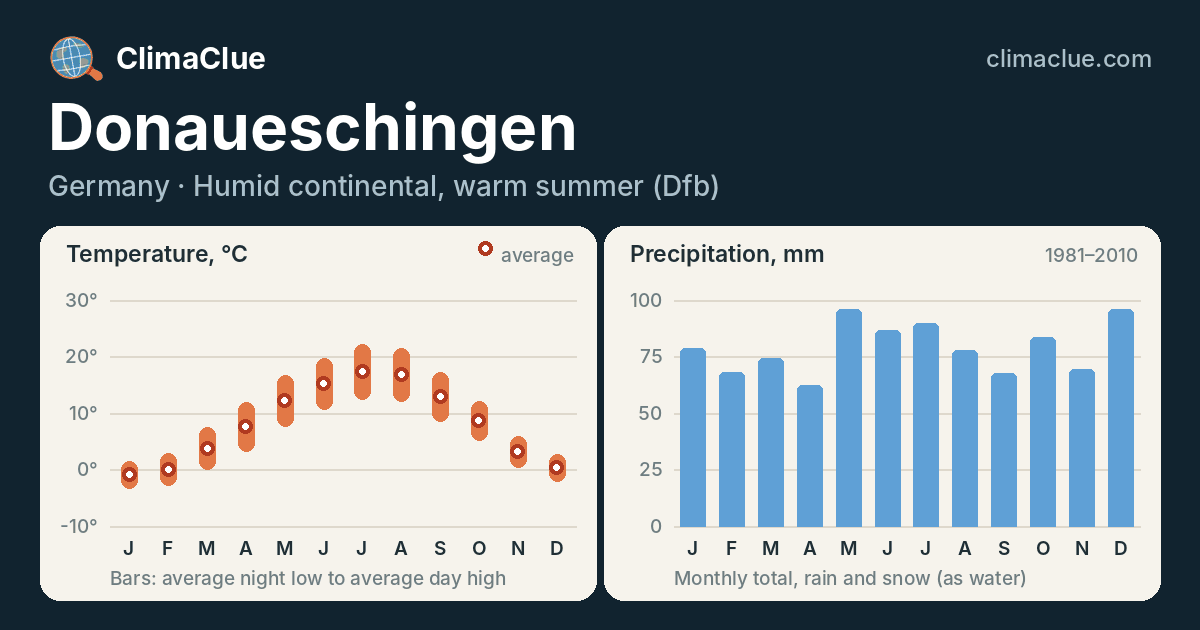 ClimaClue
climaclue.com
Donaueschingen
Germany · Humid continental, warm summer (Dfb)
Temperature, °C
average
30°
20°
10°
0°
-10°
J F M A M J J A S O N D
Bars: average night low to average day high
Precipitation, mm
1981–2010
100
75
50
25
0
J F M A M J J A S O N D
Monthly total, rain and snow (as water)